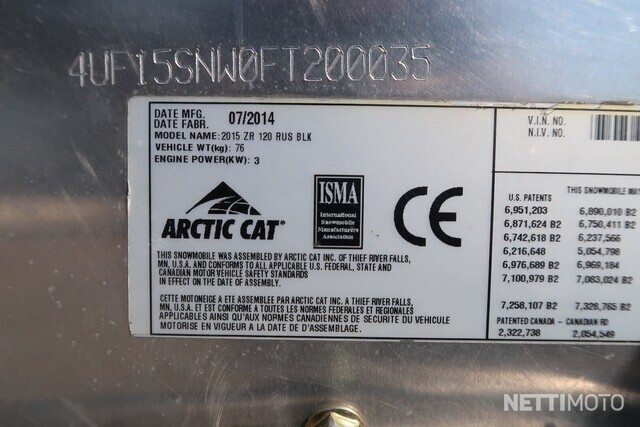 4UF15SNW0FT200035
DATE MFG. 07/2014
DATE FABR.
MODEL NAME:2015 ZR 120 RUS BLK
VEHICLE WT(kg): 76
ENGINE POWER(KW): 3
ARCTIC CAT®
ISMA
International
Snowmobile
Manufacturers
Association
CE
THIS SNOWMOBILE WAS ASSEMBLED BY ARCTIC CAT INC. OF THIEF RIVER FALLS,
MN, U.S.A. AND CONFORMS TO ALL APPLICABLE U.S. FEDERAL, STATE AND
CANADIAN MOTOR VEHICLE SAFETY STANDARDS
IN EFFECT ON THE DATE OF ASSEMBLY.
CETTE MOTONEIGE A ETE ASSEMBLEE PAR ARCTIC CAT INC. A THIEF RIVER FALLS,
MN, U.S.A. ET EST CONFORME A TOUTES LES NORMES FEDERALES ET REGIONALES
APPLICABLES AINSI QU'AUX NORMES CANADIENNES DE SECURITE DU VEHICULE
MOTORISE EN VIGUEUR A LA DATE DE D'ASSEMBLAGE.
V.I.N. NO.
N.I.V. NO.
THIS SNOWMOBILE
U.S. PATENTS
6,951,203 6,890,010 B2
6,871,624 B2 6,750,411 B2
6,742,618 B2 6,237,566
6,216,648 5,054,798
6,976,689 B2 6,969,184
7,100,979 B2 7,083,024 B2
7,258,107 B2 7,328,765 B2
PATENTED CANADA - CANADIAN RD
2,322,738 2,054,549
NETTIMOTO